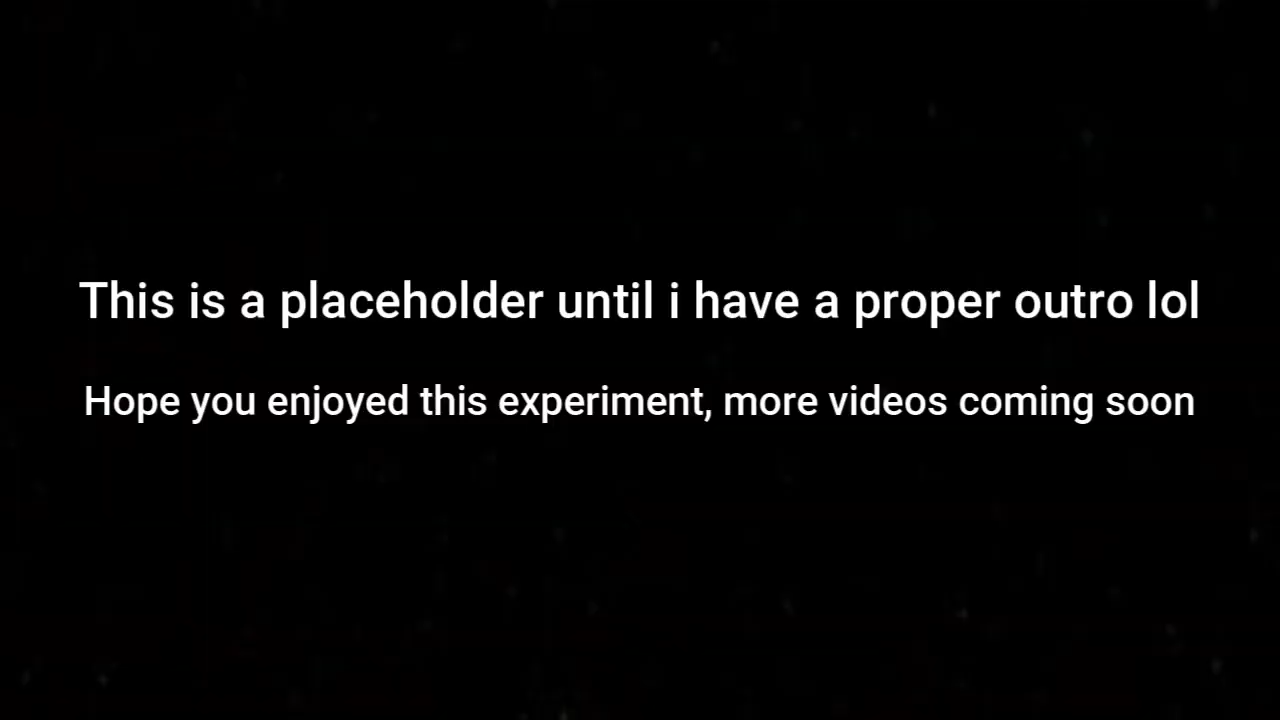 This is a placeholder until i have a proper outro lol
Hope you enjoyed this experiment, more videos coming soon